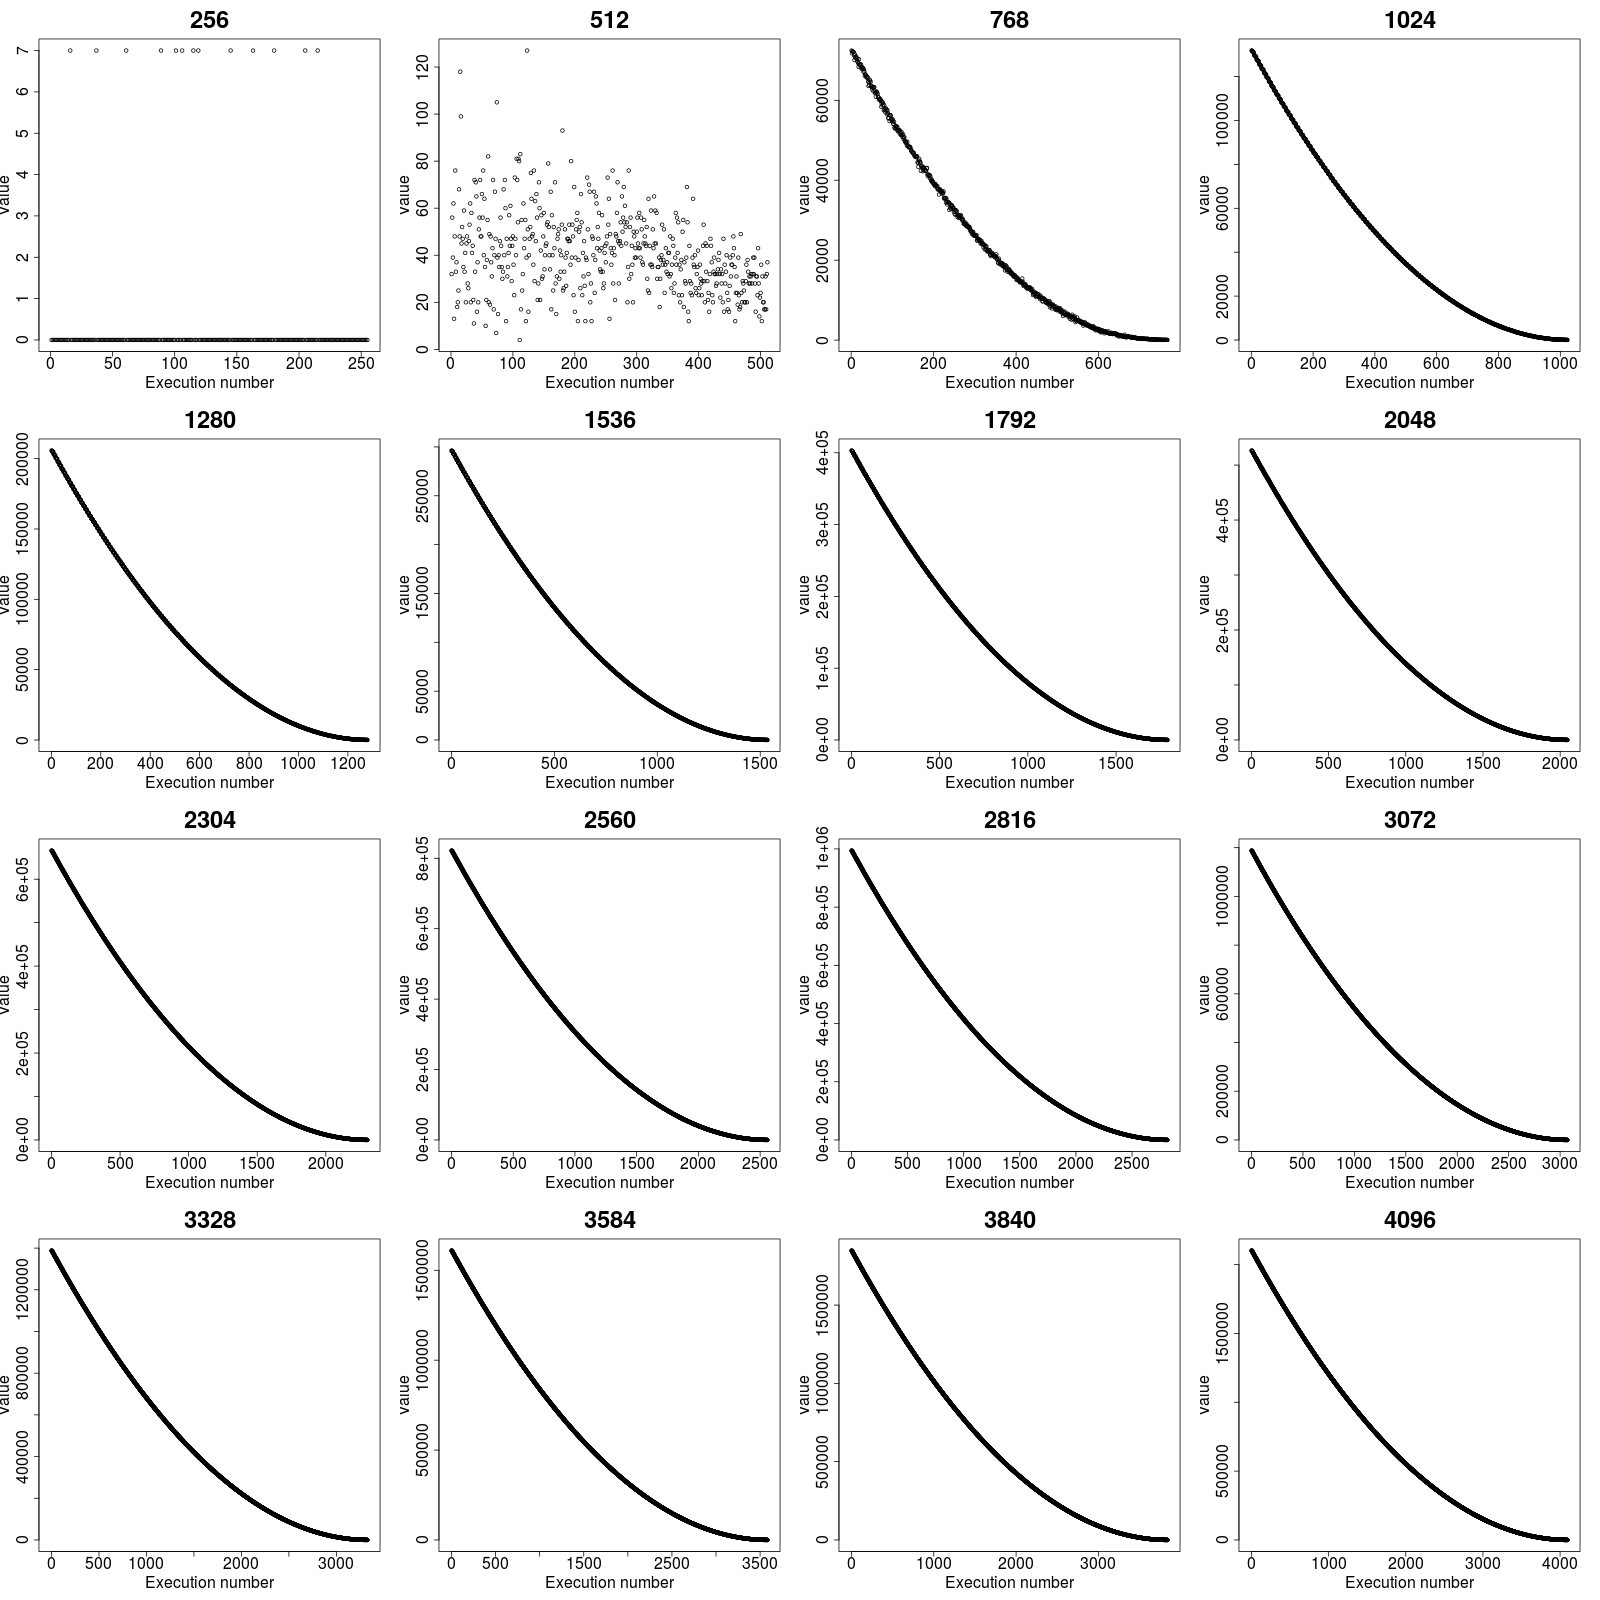 256
7
6
5
4
3
2
1
0
value
0 50 100 150 200 250
Execution number
512
120
100
80
60
40
20
0
value
0 100 200 300 400 500
Execution number
768
60000
40000
20000
0
value
0 200 400 600
Execution number
1024
100000
60000
20000
0
value
0 200 400 600 800 1000
Execution number
1280
200000
150000
100000
50000
0
value
0 200 400 600 800 1000 1200
Execution number
1536
250000
150000
50000
0
value
0 500 1000 1500
Execution number
1792
4e+05
3e+05
2e+05
1e+05
0e+00
value
0 500 1000 1500
Execution number
2048
4e+05
2e+05
0e+00
value
0 500 1000 1500 2000
Execution number
2304
6e+05
4e+05
2e+05
0e+00
value
0 500 1000 1500 2000
Execution number
2560
8e+05
6e+05
4e+05
2e+05
0e+00
value
0 500 1000 1500 2000 2500
Execution number
2816
1e+06
8e+05
6e+05
4e+05
2e+05
0e+00
value
0 500 1000 1500 2000 2500
Execution number
3072
1000000
600000
200000
0
value
0 500 1000 1500 2000 2500 3000
Execution number
3328
1200000
800000
400000
0
value
0 500 1000 2000 3000
Execution number
3584
1500000
1000000
500000
0
value
0 500 1500 2500 3500
Execution number
3840
1500000
1000000
500000
0
value
0 1000 2000 3000
Execution number
4096
1500000
500000
0
value
0 1000 2000 3000 4000
Execution number